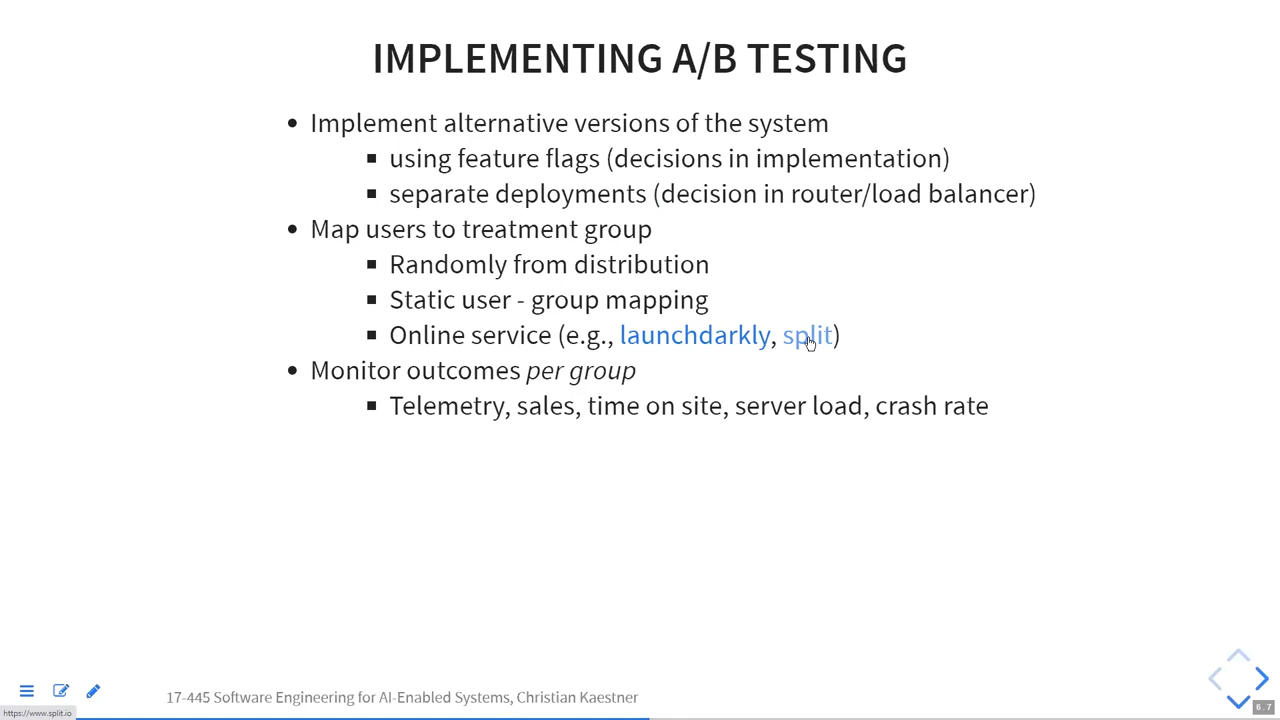 IMPLEMENTING A/B TESTING
• Implement alternative versions of the system
▪ using feature flags (decisions in implementation)
▪ separate deployments (decision in router/load balancer)
• Map users to treatment group
▪ Randomly from distribution
▪ Static user - group mapping
▪ Online service (e.g., launchdarkly, split)
• Monitor outcomes per group
▪ Telemetry, sales, time on site, server load, crash rate
17-445 Software Engineering for AI-Enabled Systems, Christian Kaestner
6.7
https://www.split.io